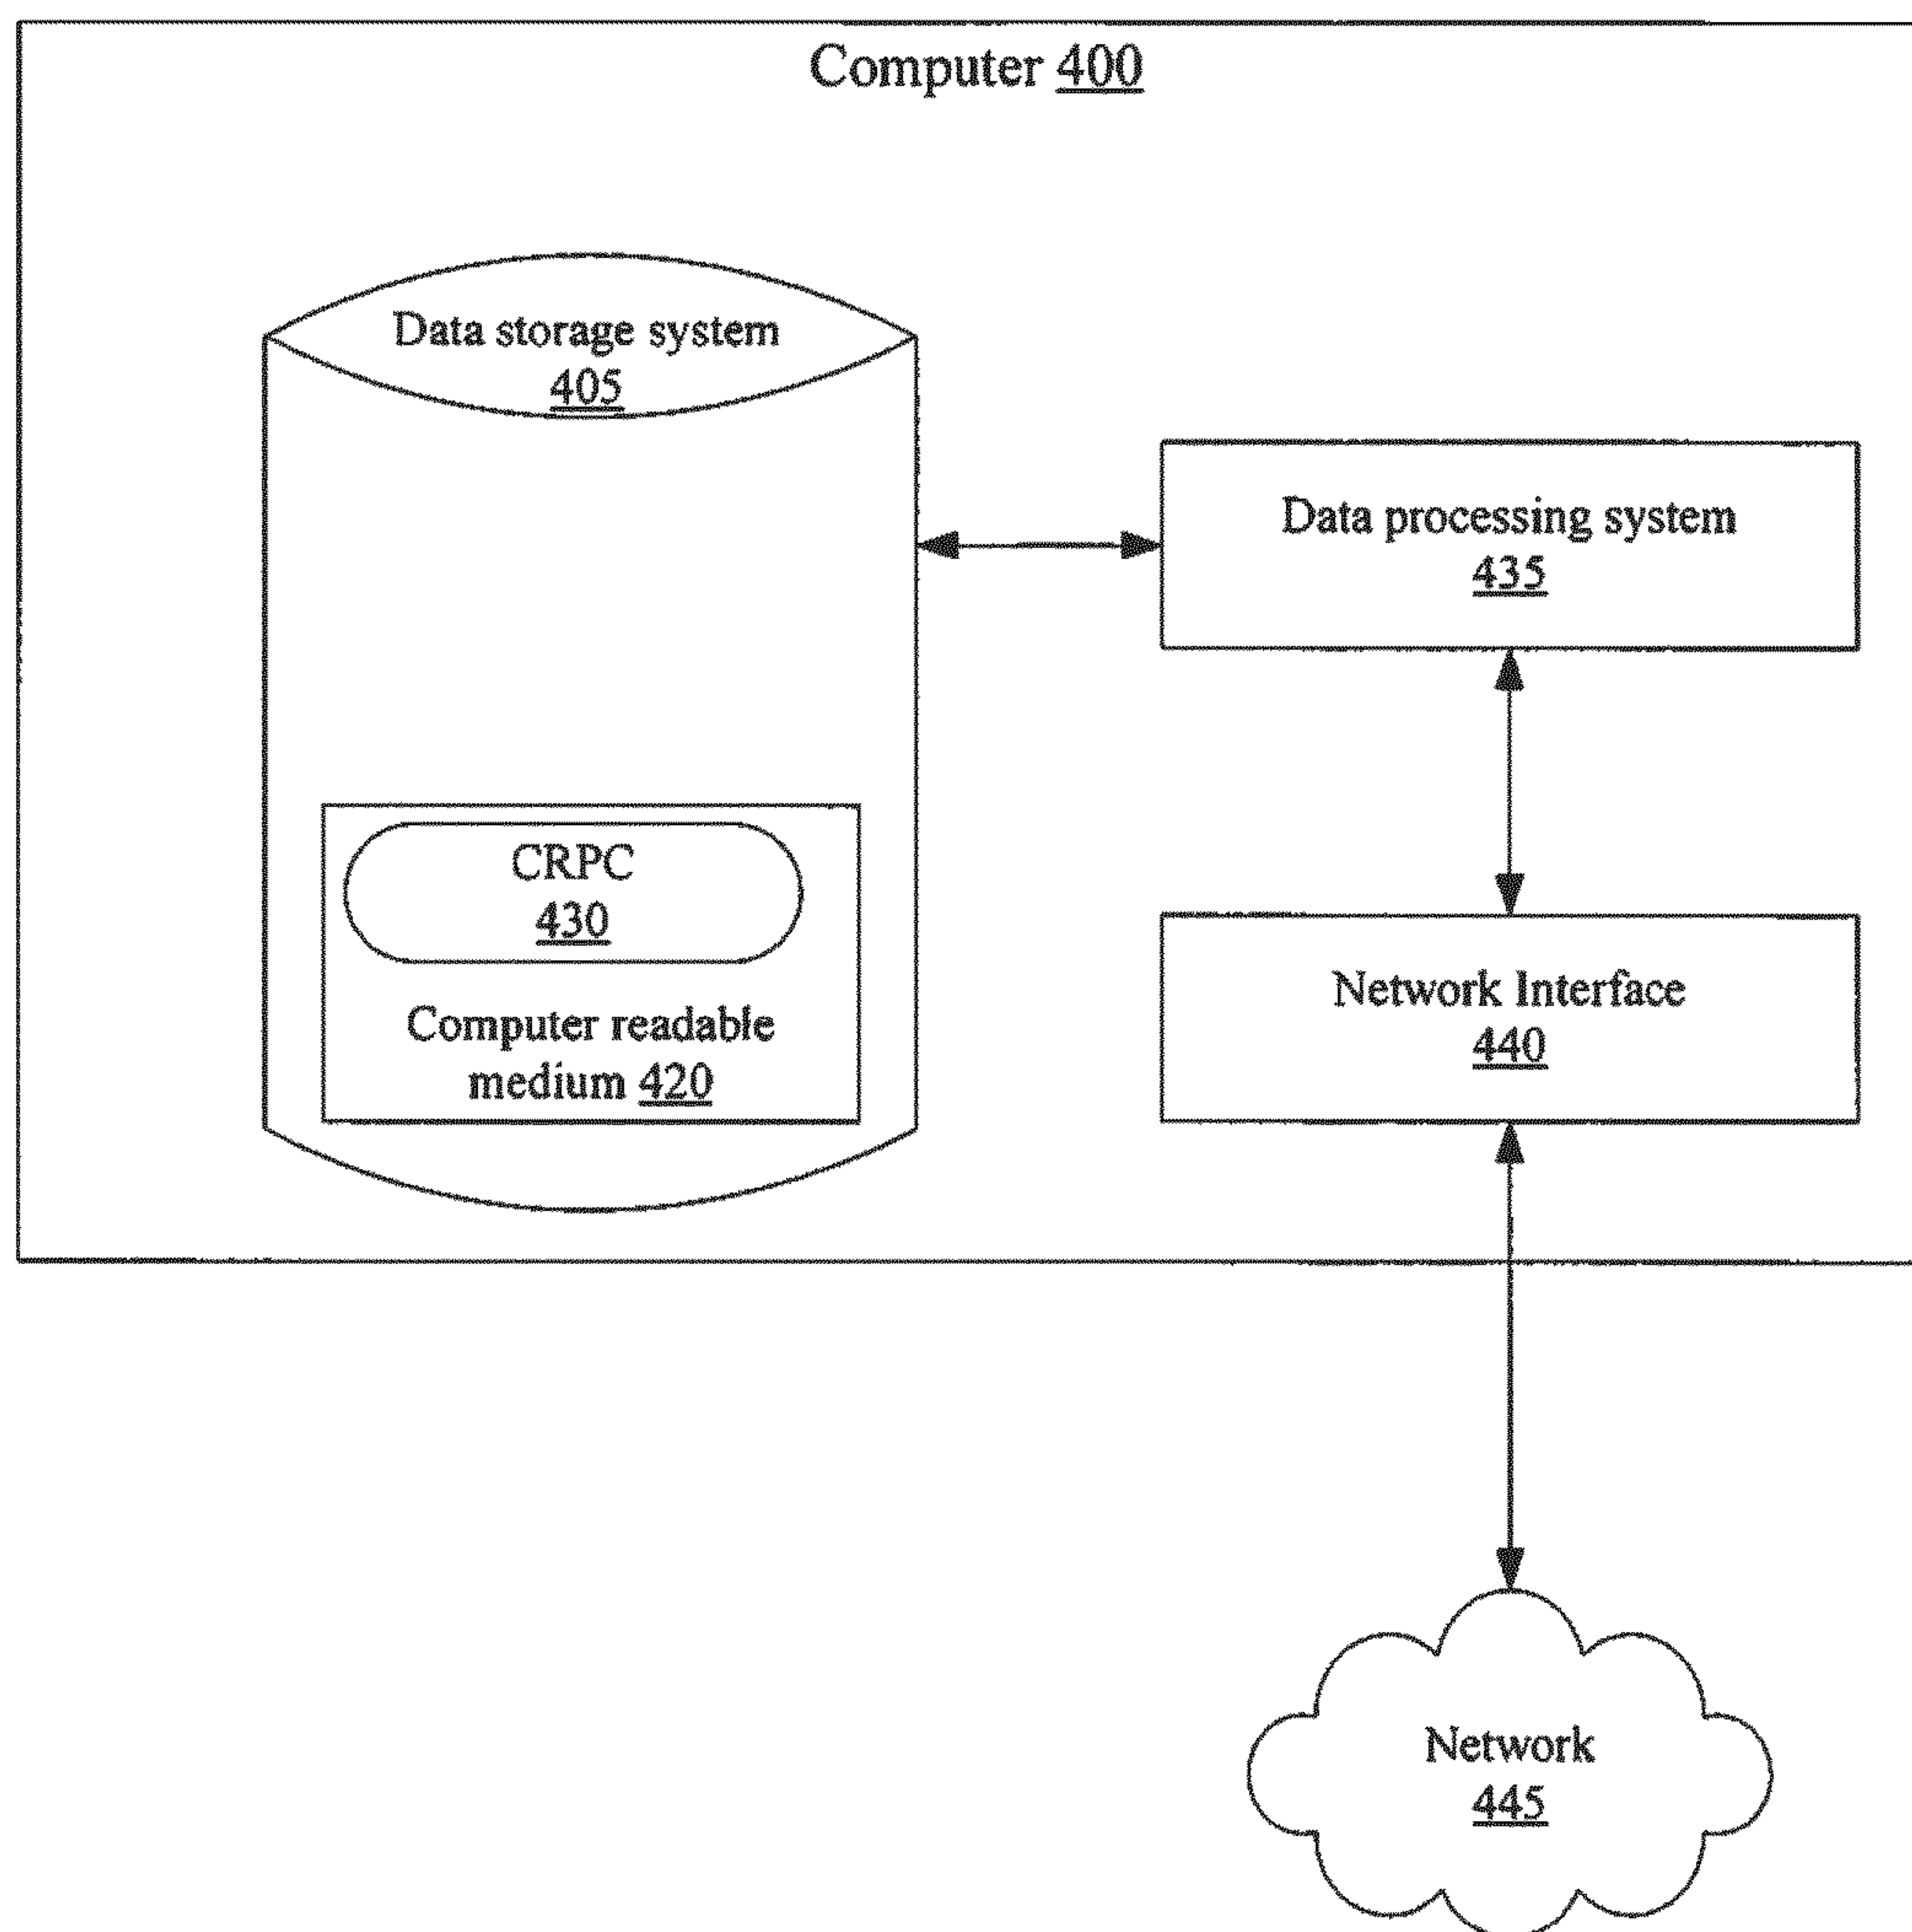 Computer 400
Data storage system
405
Data processing system
435
CRPC
430
Computer readable
medium 420
Network Interface
440
Network
445